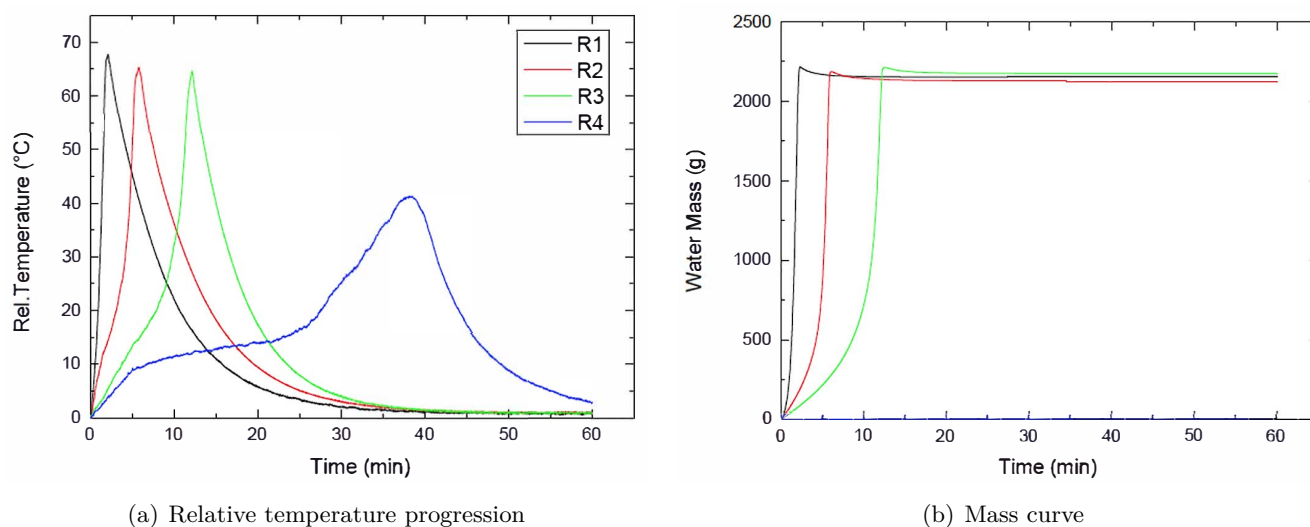 70
60
50
40
30
20
10
0
Rel.Temperature (°C)
R1
R2
R3
R4
0 10 20 30 40 50 60
Time (min)
(a) Relative temperature progression
2500
2000
1500
1000
500
0
Water Mass (g)
0 10 20 30 40 50 60
Time (min)
(b) Mass curve